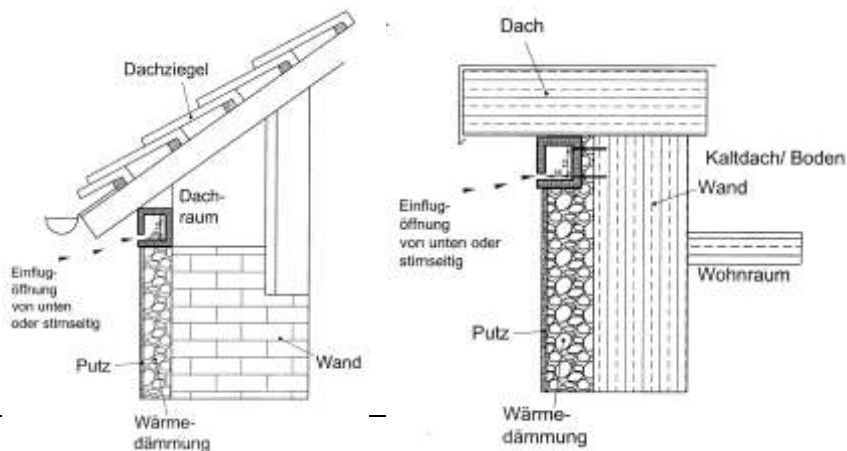 Dachziegel
Dach-
raum
Einflug-
öffnung
von unten
oder stirnseitig
Putz
Wand
Wärme-
dämmung
Dach
Kaltdach/ Boden
Wand
Einflug-
öffnung
von unten oder
stirnseitig
Wohnraum
Putz
Wärme-
dämmung